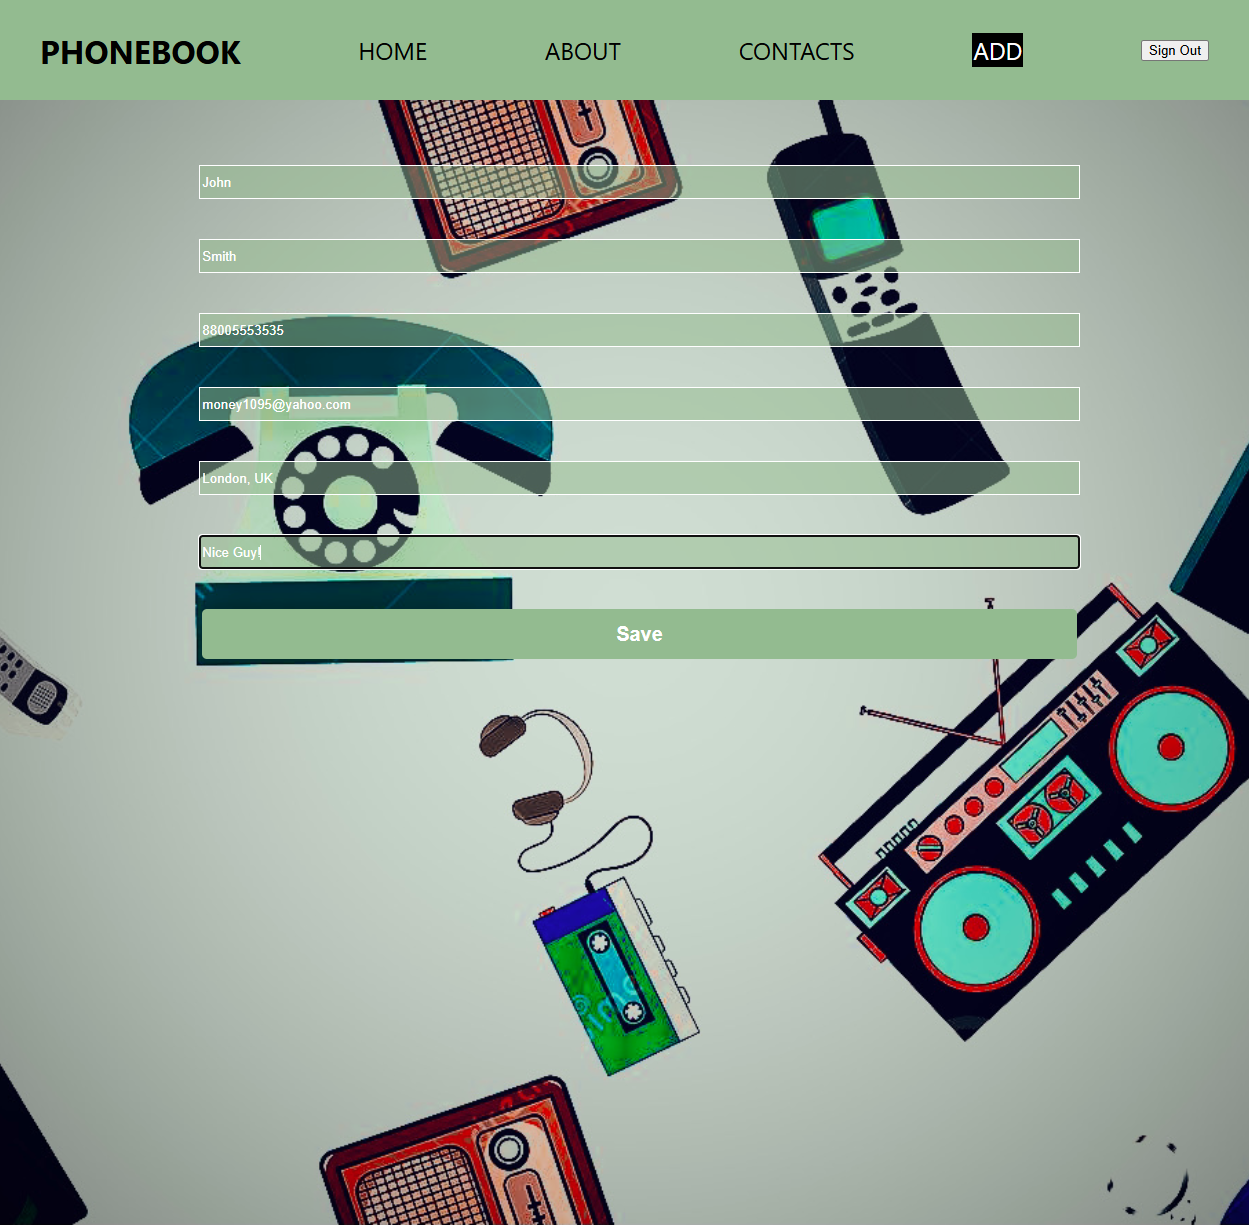 PHONEBOOK HOME ABOUT CONTACTS ADD Sign Out
John
Smith
88005553535
money1095@yahoo.com
London, UK
Nice Guy!
Save